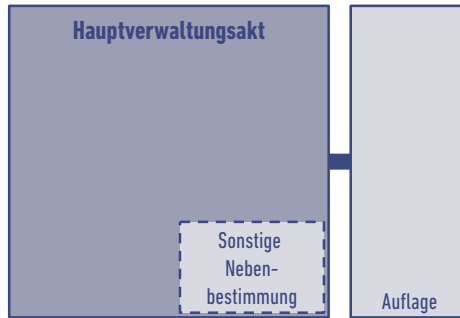 Hauptverwaltungsakt
Sonstige
Neben-
bestimmung
Auflage